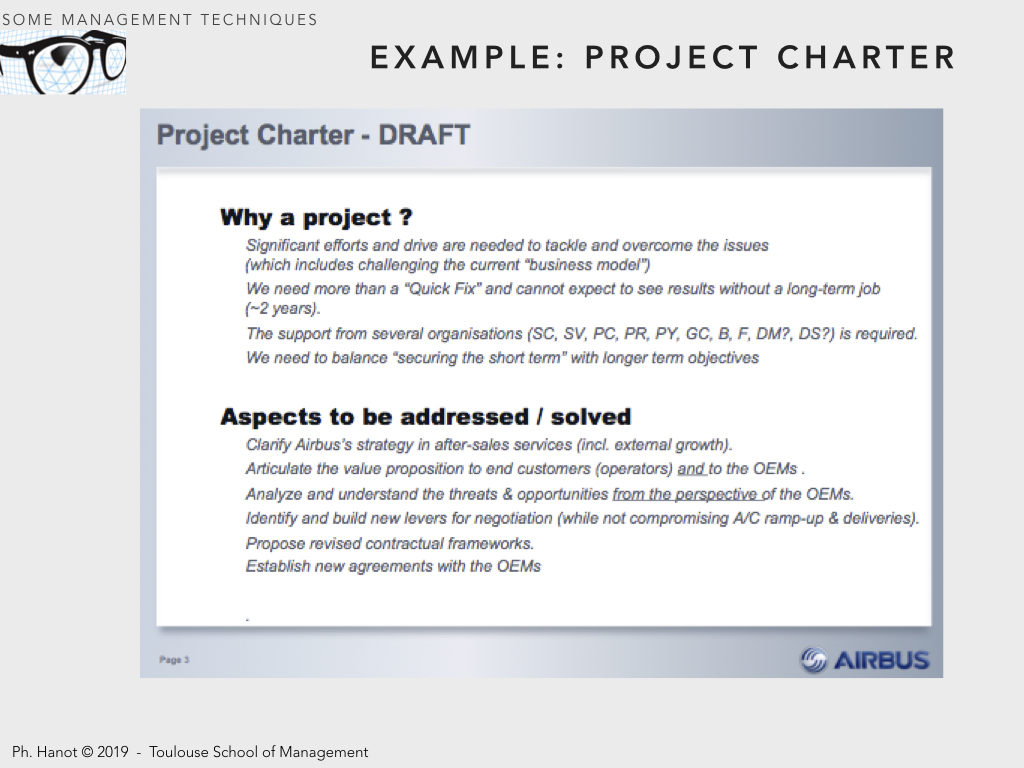 SOME MANAGEMENT TECHNIQUES
EXAMPLE: PROJECT CHARTER
Project Charter - DRAFT
Why a project ?
Significant efforts and drive are needed to tackle and overcome the issues
(which includes challenging the current “business model”)
We need more than a “Quick Fix” and cannot expect to see results without a long-term job
(~2 years).
The support from several organisations (SC, SV, PC, PR, PY, GC, B, F, DM?, DS?) is required.
We need to balance “securing the short term” with longer term objectives
Aspects to be addressed / solved
Clarify Airbus’s strategy in after-sales services (incl. external growth).
Articulate the value proposition to end customers (operators) and to the OEMs .
Analyze and understand the threats & opportunities from the perspective of the OEMs.
Identify and build new levers for negotiation (while not compromising A/C ramp-up & deliveries).
Propose revised contractual frameworks.
Establish new agreements with the OEMs
.
Page 3
AIRBUS
Ph. Hanot © 2019 - Toulouse School of Management